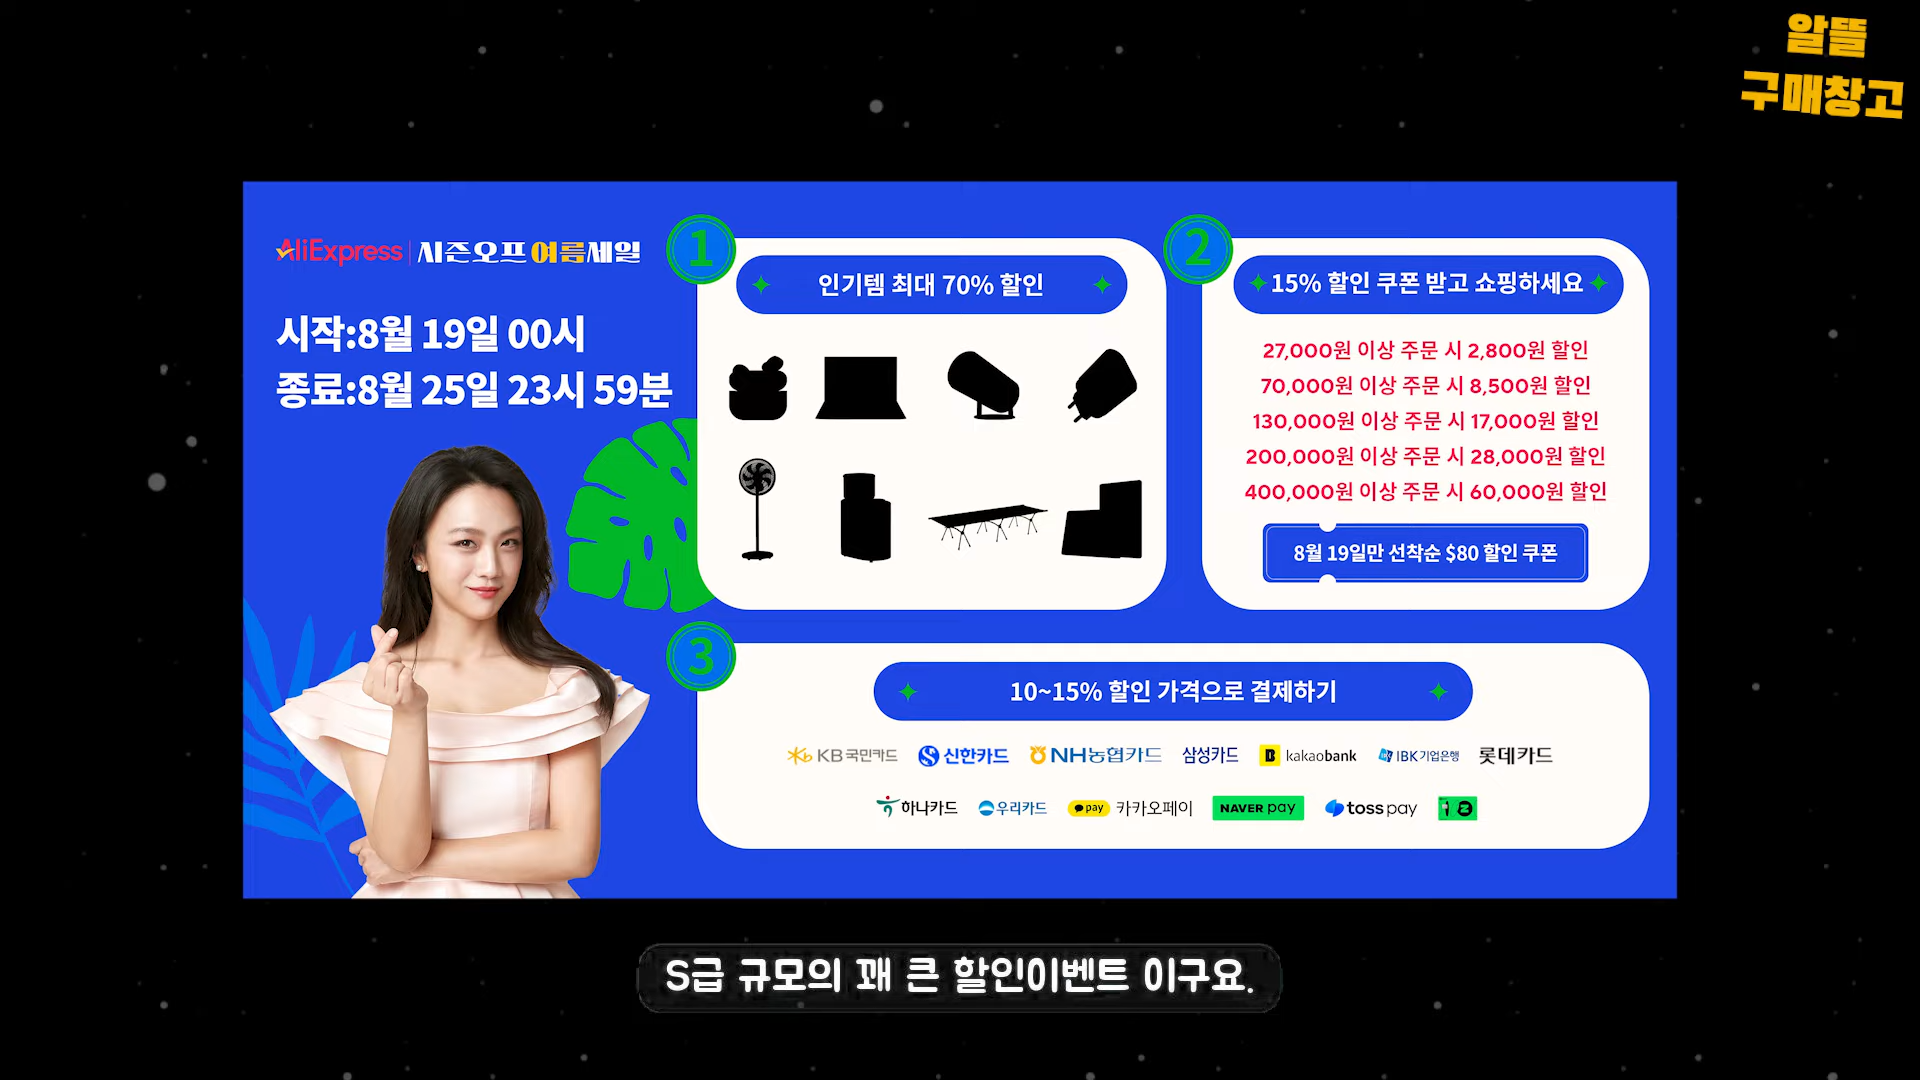 알뜰
구매창고
AliExpress 시즌오프 여름세일
시작:8월 19일 00시
종료:8월 25일 23시 59분
1
인기템 최대 70% 할인
2
15% 할인 쿠폰 받고 쇼핑하세요
27,000원 이상 주문 시 2,800원 할인
70,000원 이상 주문 시 8,500원 할인
130,000원 이상 주문 시 17,000원 할인
200,000원 이상 주문 시 28,000원 할인
400,000원 이상 주문 시 60,000원 할인
8월 19일만 선착순 $80 할인 쿠폰
3
10~15% 할인 가격으로 결제하기
KB국민카드 신한카드 NH농협카드 삼성카드 B kakaobank IBK기업은행 롯데카드
하나카드 우리카드 pay 카카오페이 NAVER pay toss pay
S급 규모의 꽤 큰 할인이벤트 이구요.